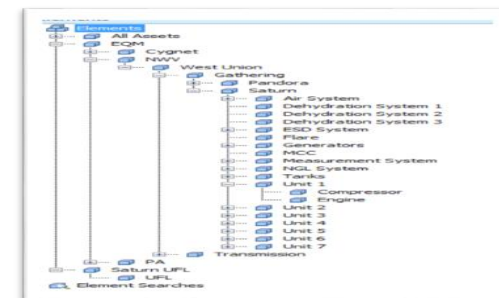 Elements
All Assets
EQM
Cygnet
NWV
West Union
Gathering
Pandora
Saturn
Air System
Dehydration System 1
Dehydration System 2
Dehydration System 3
ESD System
Flare
Generators
MCC
Measurement System
NGL System
Tanks
Unit 1
Compressor
Engine
Unit 2
Unit 3
Unit 4
Unit 5
Unit 6
Unit 7
Transmission
PA
Saturn UFL
UFL
Element Searches